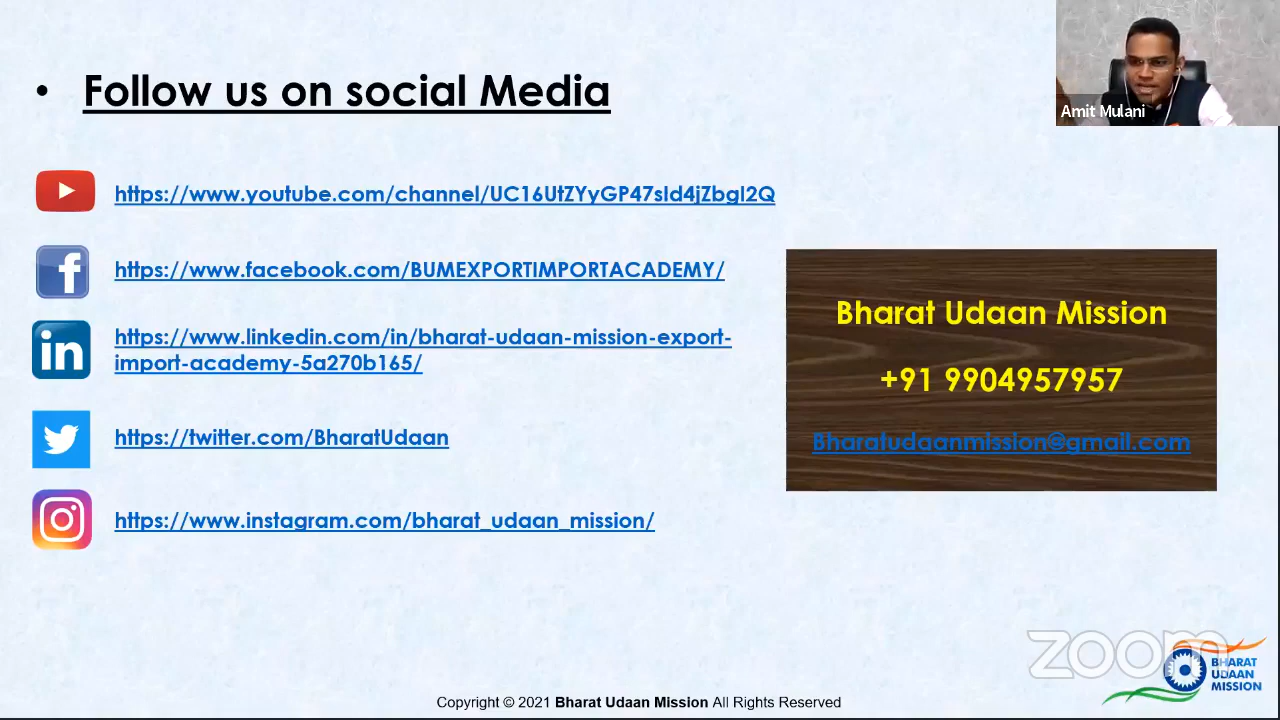 • Follow us on social Media
Amit Mulani
https://www.youtube.com/channel/UC16UtZYyGP47sId4jZbgI2Q
https://www.facebook.com/BUMEXPORTIMPORTACADEMY/
https://www.linkedin.com/in/bharat-udaan-mission-export-
import-academy-5a270b165/
https://twitter.com/BharatUdaan
https://www.instagram.com/bharat_udaan_mission/
Bharat Udaan Mission
+91 9904957957
Bharatudaanmission@gmail.com
zoom
BHARAT
UDAAN
MISSION
Copyright © 2021 Bharat Udaan Mission All Rights Reserved